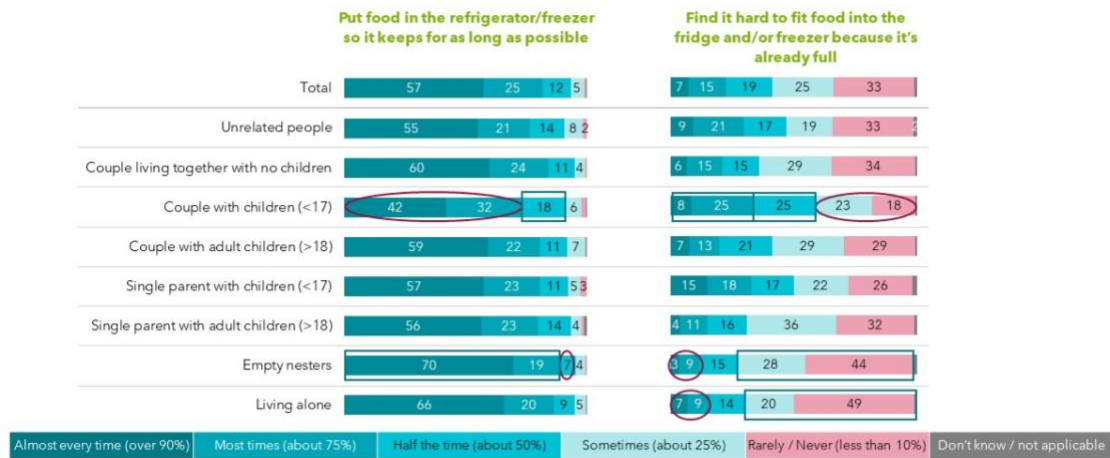 Put food in the refrigerator/freezer
so it keeps for as long as possible
Find it hard to fit food into the
fridge and/or freezer because it's
already full
Total 57 25 12 5 7 15 19 25 33
Unrelated people 55 21 14 8 2 9 21 17 19 33 2
Couple living together with no children 60 24 11 4 6 15 15 29 34
Couple with children (<17) 42 32 18 6 8 25 25 23 18
Couple with adult children (>18) 59 22 11 7 7 13 21 29 29
Single parent with children (<17) 57 23 11 5 3 15 18 17 22 26
Single parent with adult children (>18) 56 23 14 4 4 11 16 36 32
Empty nesters 70 19 7 4 3 9 15 28 44
Living alone 66 20 9 5 7 9 14 20 49
Almost every time (over 90%) Most times (about 75%) Half the time (about 50%) Sometimes (about 25%) Rarely / Never (less than 10%) Don't know / not applicable